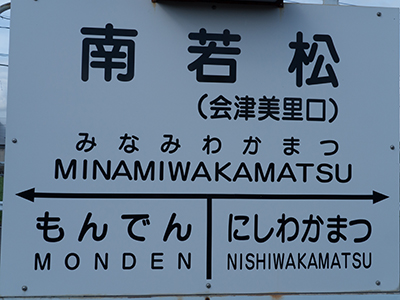 南若松
(会津美里口)
みなみわかまつ
MINAMIWAKAMATSU
もんでん にしわかまつ
MONDEN NISHIWAKAMATSU